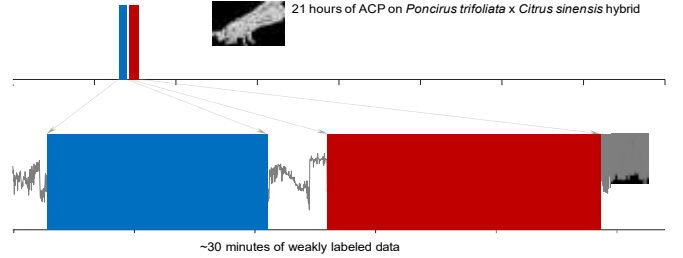 21 hours of ACP on Poncirus trifoliata x Citrus sinensis hybrid
~30 minutes of weakly labeled data